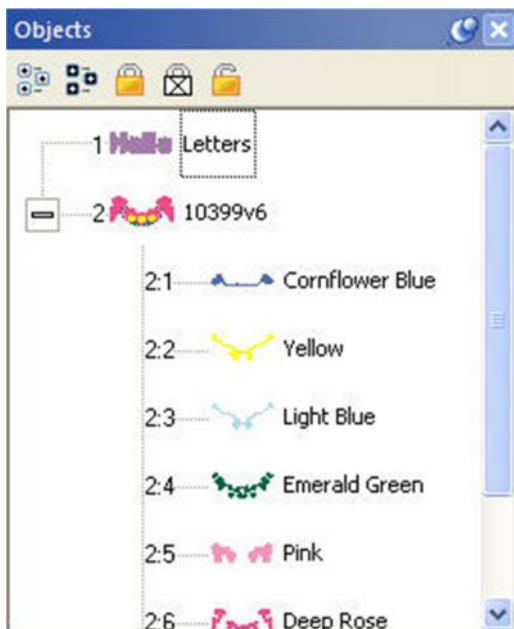 Objects
1 Hello Letters
2 10399v6
2:1 Cornflower Blue
2:2 Yellow
2:3 Light Blue
2:4 Emerald Green
2:5 Pink
2:6 Deep Rose